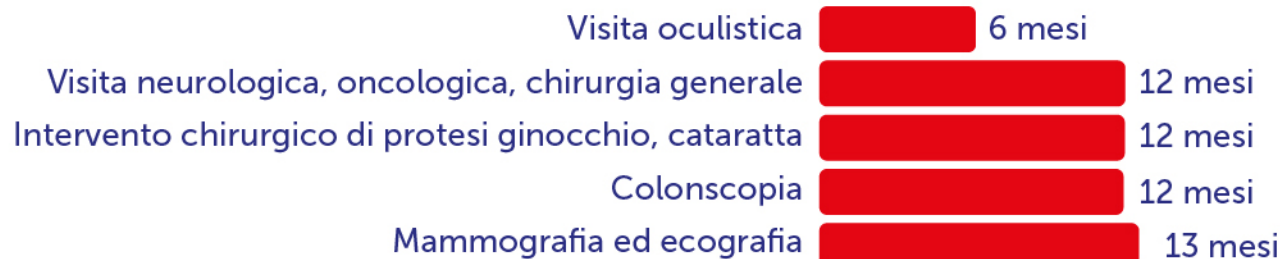 Visita oculistica 6 mesi
Visita neurologica, oncologica, chirurgia generale 12 mesi
Intervento chirurgico di protesi ginocchio, cataratta 12 mesi
Colonscopia 12 mesi
Mammografia ed ecografia 13 mesi